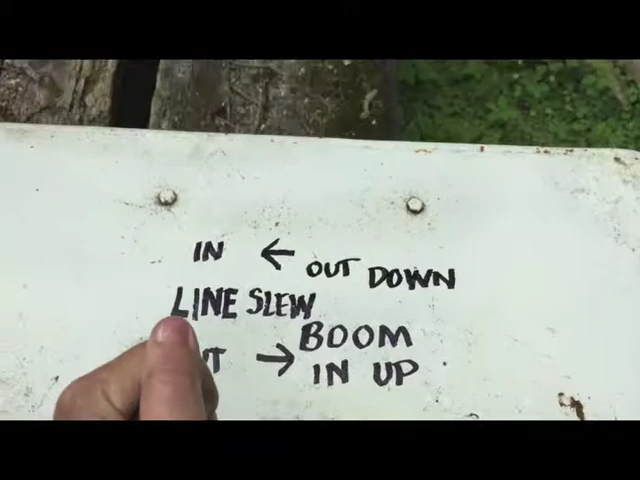 IN ← OUT DOWN
LINE SLEW
→ BOOM
IN UP